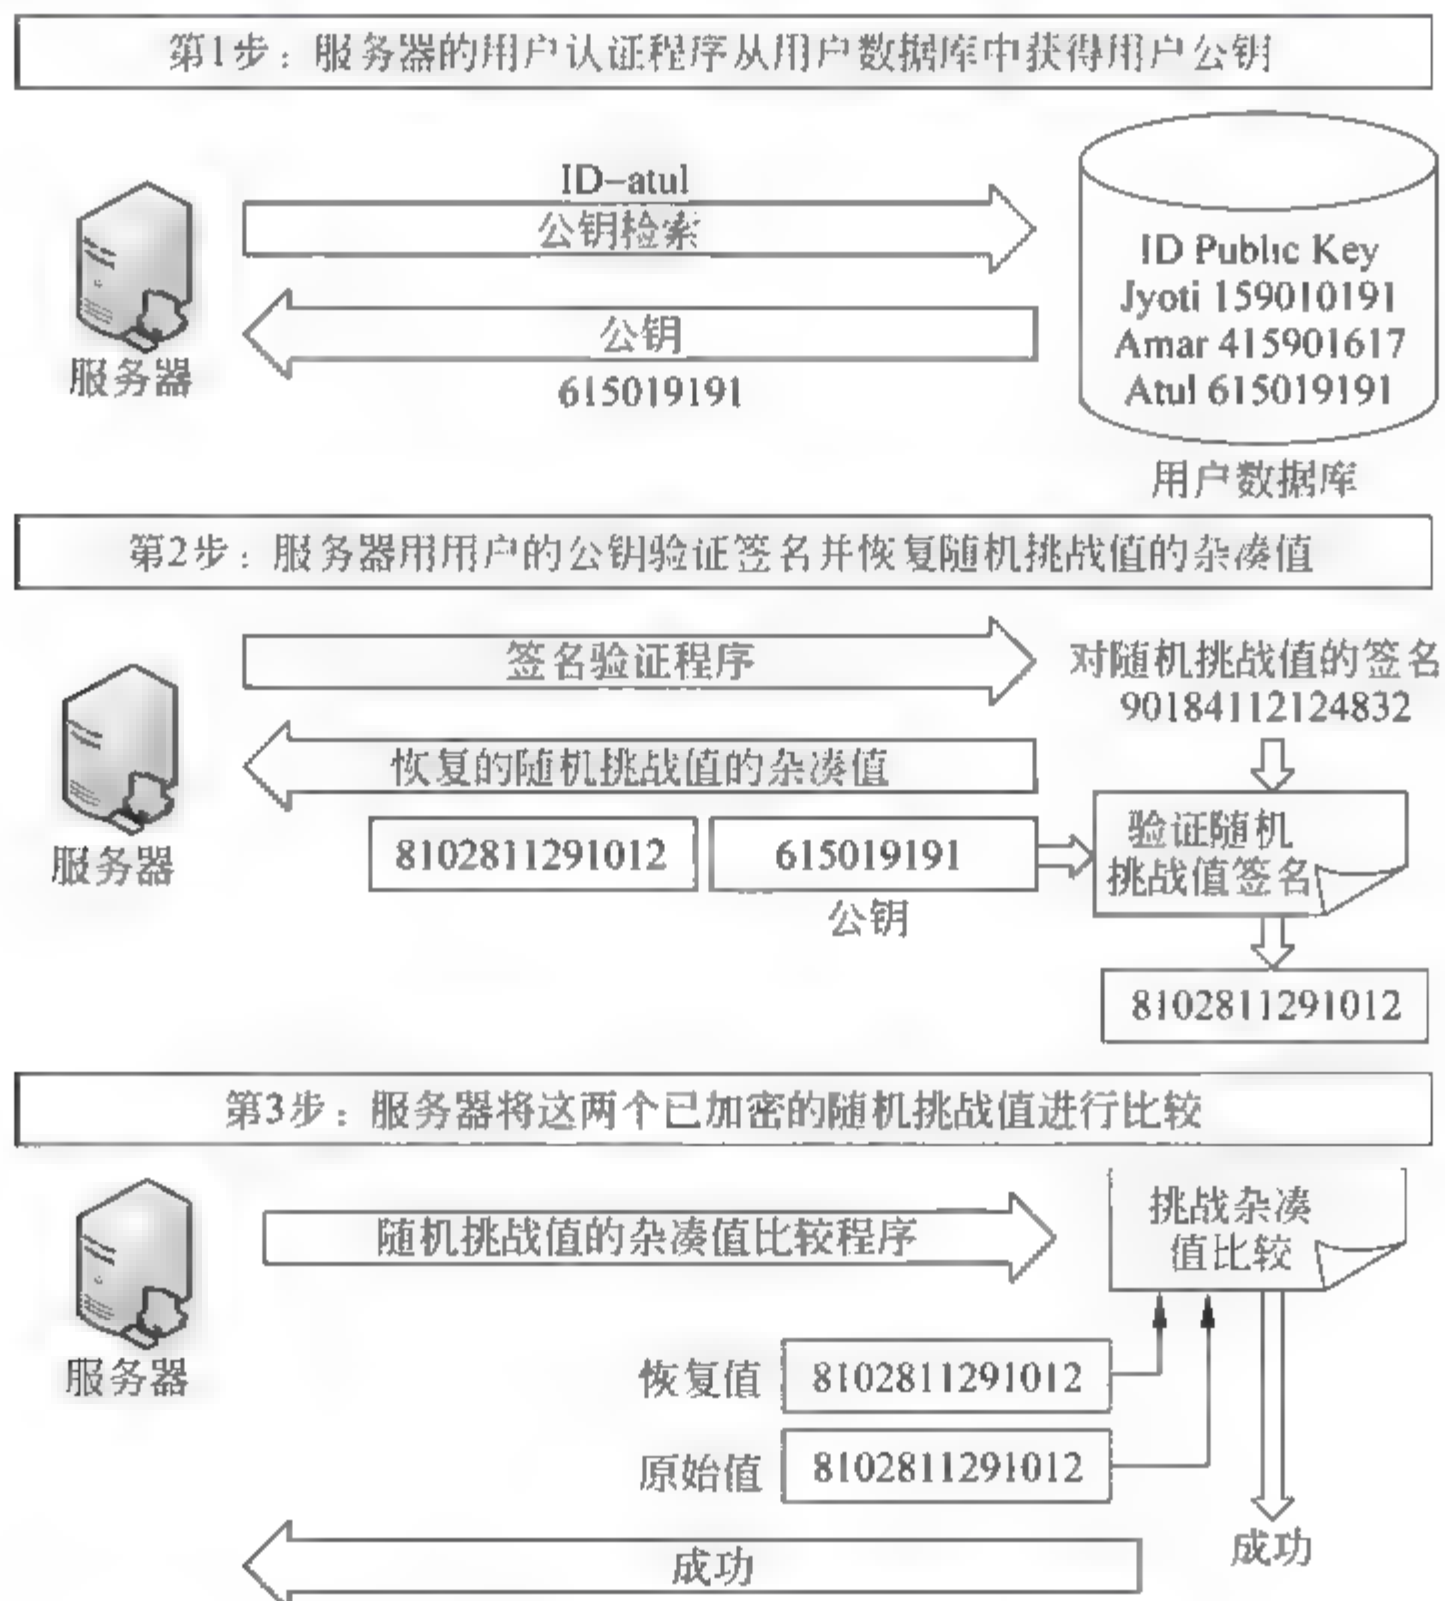 第1步：服务器的用户认证程序从用户数据库中获得用户公钥
ID-atul
公钥检索
公钥
615019191
服务器
ID Public Key
Jyoti 159010191
Amar 415901617
Atul 615019191
用户数据库
第2步：服务器用用户的公钥验证签名并恢复随机挑战值的杂凑值
签名验证程序
对随机挑战值的签名
90184112124832
恢复的随机挑战值的杂凑值
8102811291012
615019191
公钥
服务器
验证随机
挑战值签名
8102811291012
第3步：服务器将这两个已加密的随机挑战值进行比较
随机挑战值的杂凑值比较程序
挑战杂凑
值比较
服务器
恢复值
8102811291012
原始值
8102811291012
成功
成功